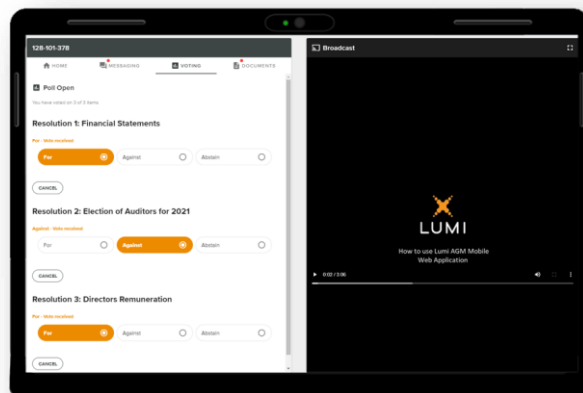 128-101-378
HOME
MESSAGING
VOTING
DOCUMENTS
Poll Open
You have voted on 3 of 3 items
Resolution 1: Financial Statements
For - Vote received
For
Against
Abstain
CANCEL
Resolution 2: Election of Auditors for 2021
Against - Vote received
For
Against
Abstain
CANCEL
Resolution 3: Directors Remuneration
For - Vote received
For
Against
Abstain
CANCEL
Broadcast
LUMI
How to use Lumi AGM Mobile
Web Application
0:02 / 3:06